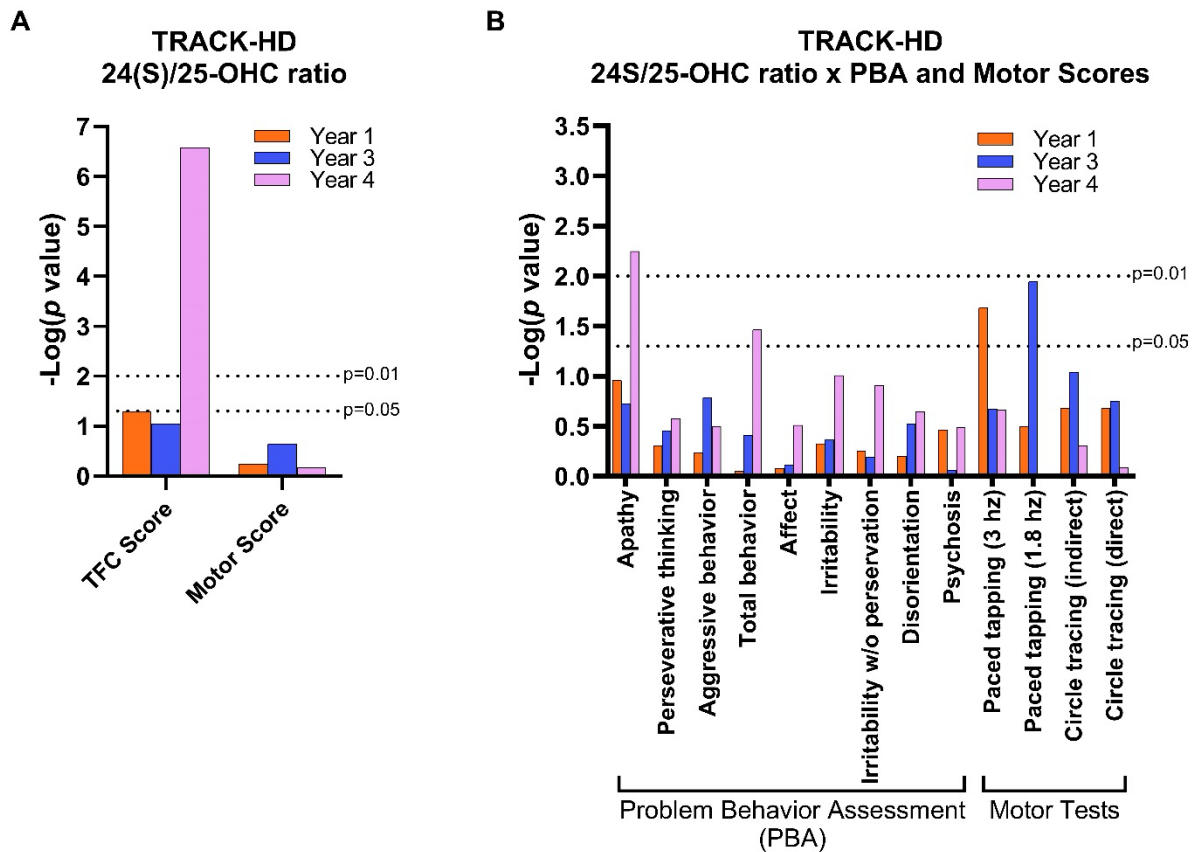 A
TRACK-HD
24(S)/25-OHC ratio
-Log(p value)
7
6
5
4
3
2
1
0
Year 1
Year 3
Year 4
p=0.01
p=0.05
TFC Score
Motor Score
B
TRACK-HD
24S/25-OHC ratio x PBA and Motor Scores
-Log(p value)
3.5
3.0
2.5
2.0
1.5
1.0
0.5
0.0
Year 1
Year 3
Year 4
p=0.01
p=0.05
Apathy
Perseverative thinking
Aggressive behavior
Total behavior
Affect
Irritability
Irritability w/o perservation
Disorientation
Psychosis
Paced tapping (3 hz)
Paced tapping (1.8 hz)
Circle tracing (indirect)
Circle tracing (direct)
Problem Behavior Assessment
(PBA)
Motor Tests